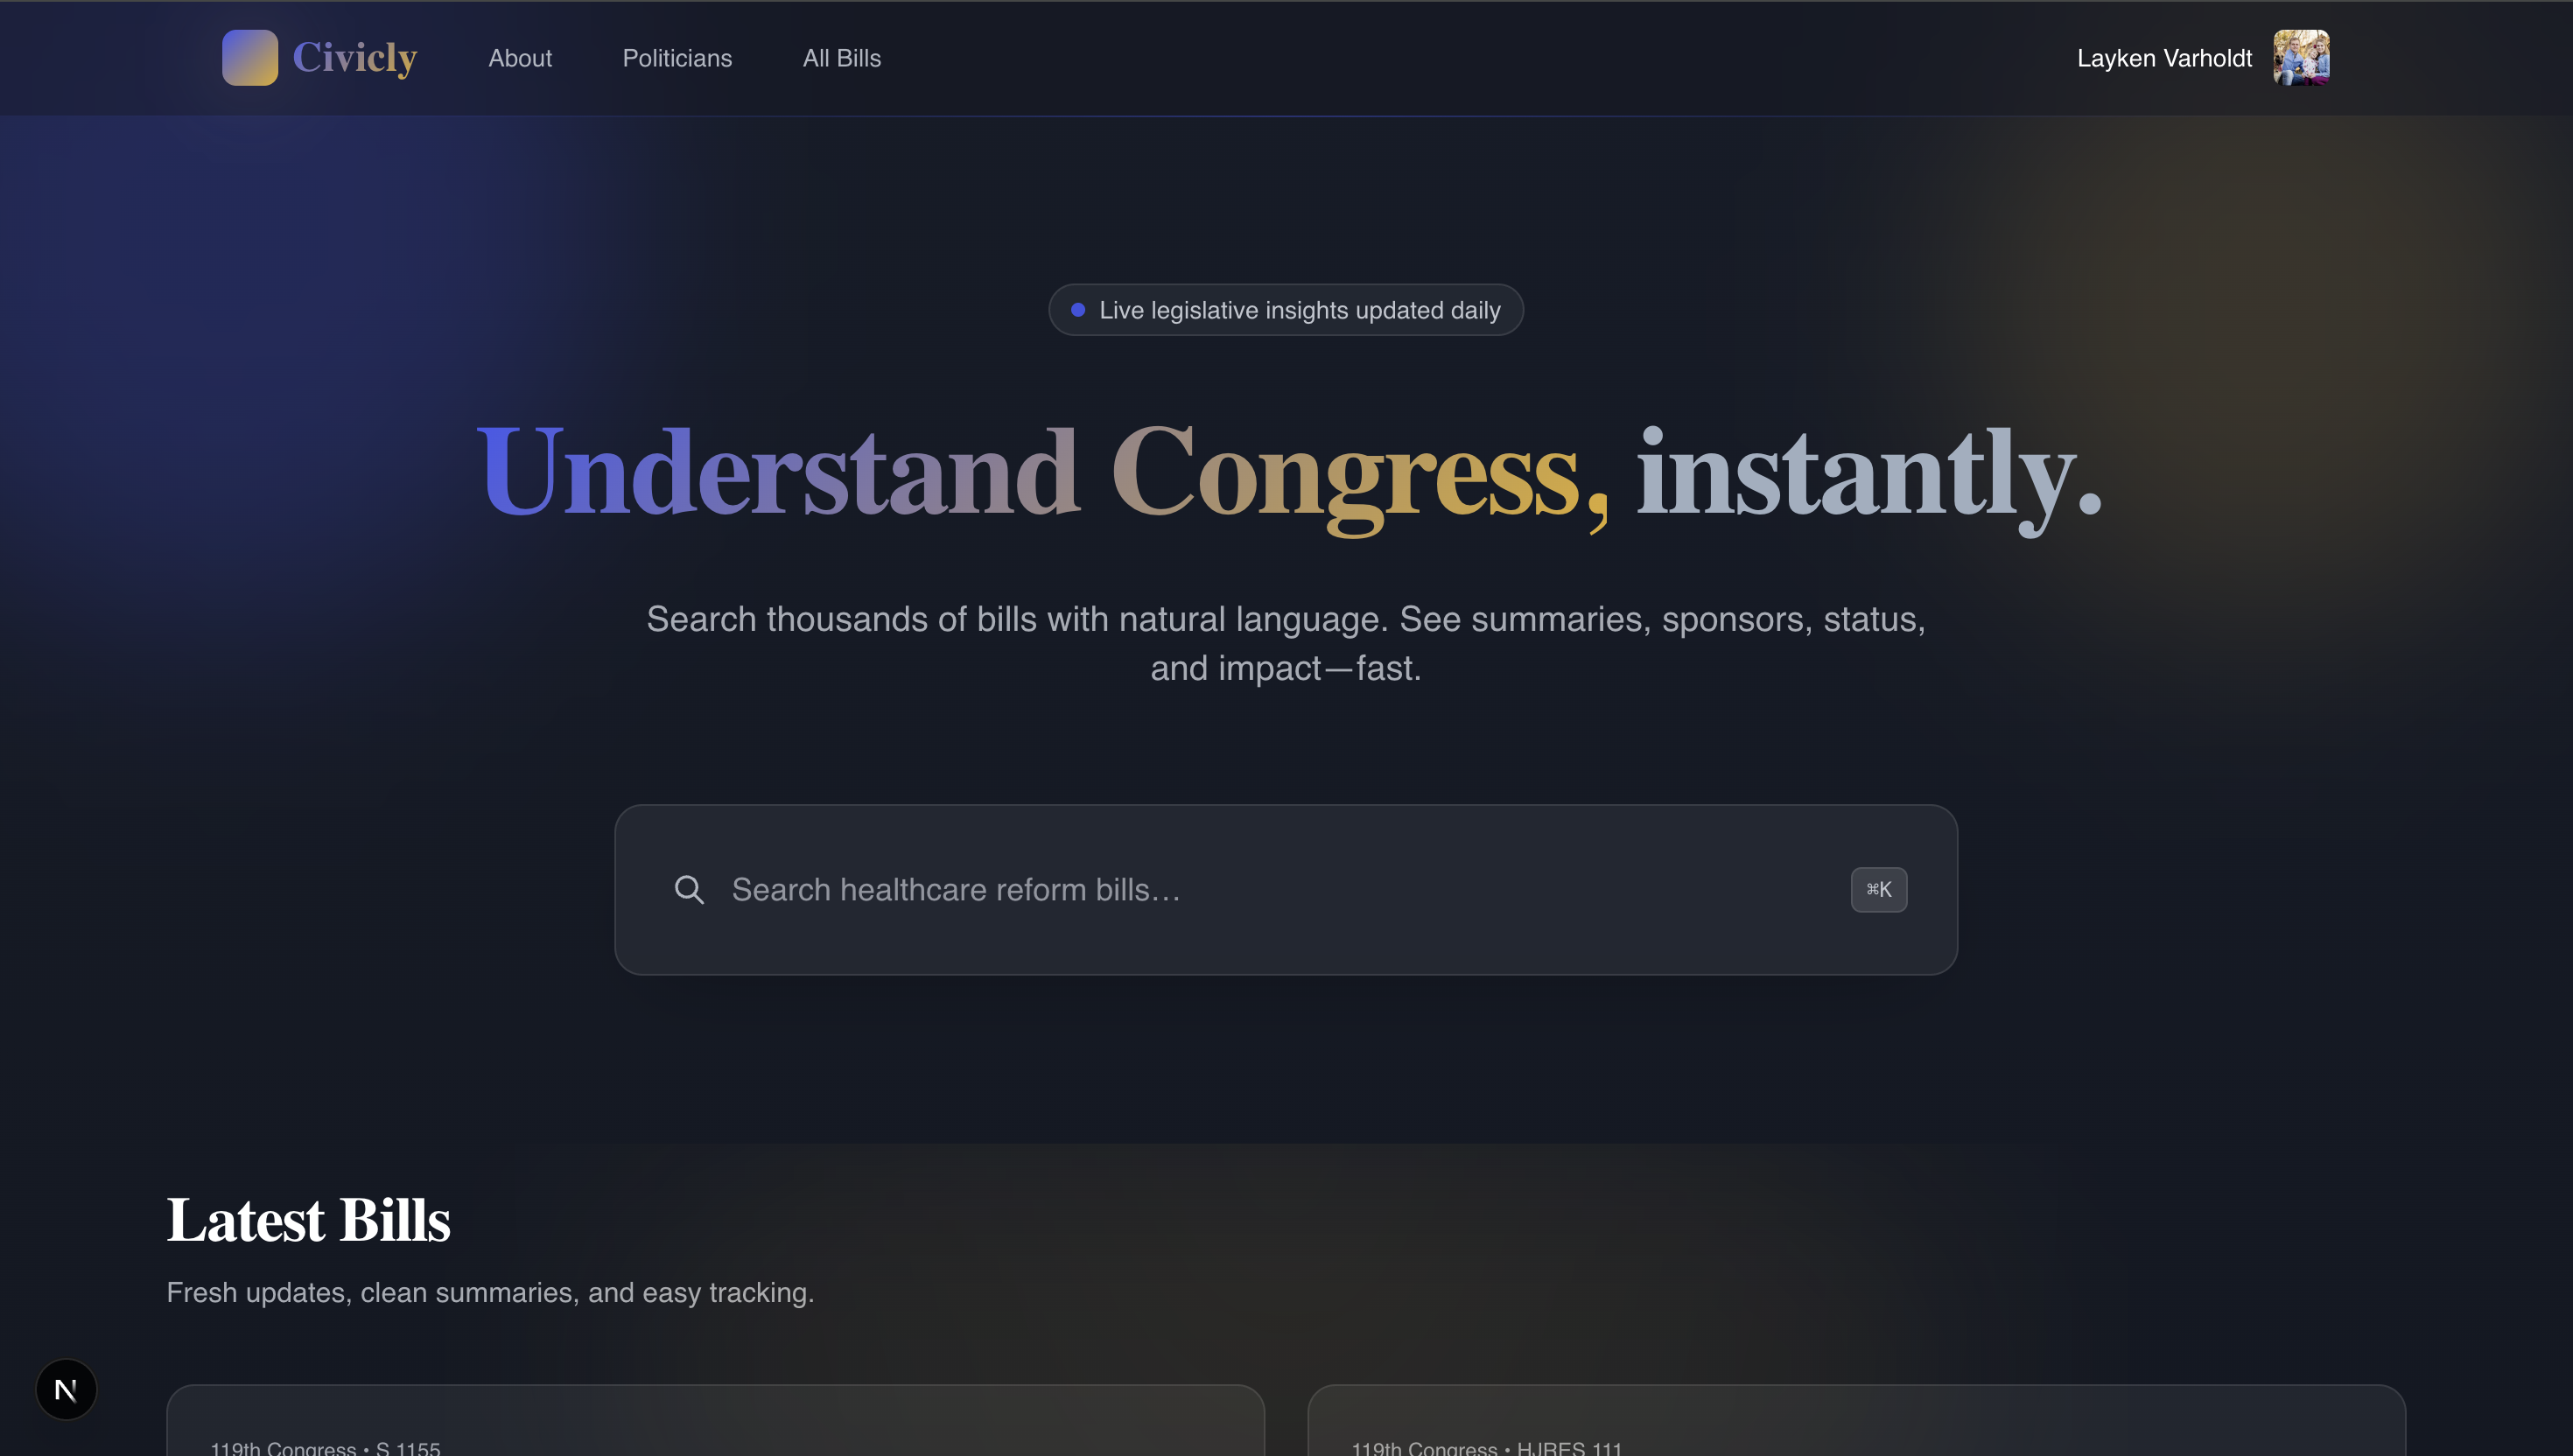 Civicly
About
Politicians
All Bills
Layken Varholdt
Live legislative insights updated daily
Understand Congress, instantly.
Search thousands of bills with natural language. See summaries, sponsors, status,
and impact—fast.
Search healthcare reform bills…
⌘K
Latest Bills
Fresh updates, clean summaries, and easy tracking.
N
119th Congress • S 1155
119th Congress • HJRES 111